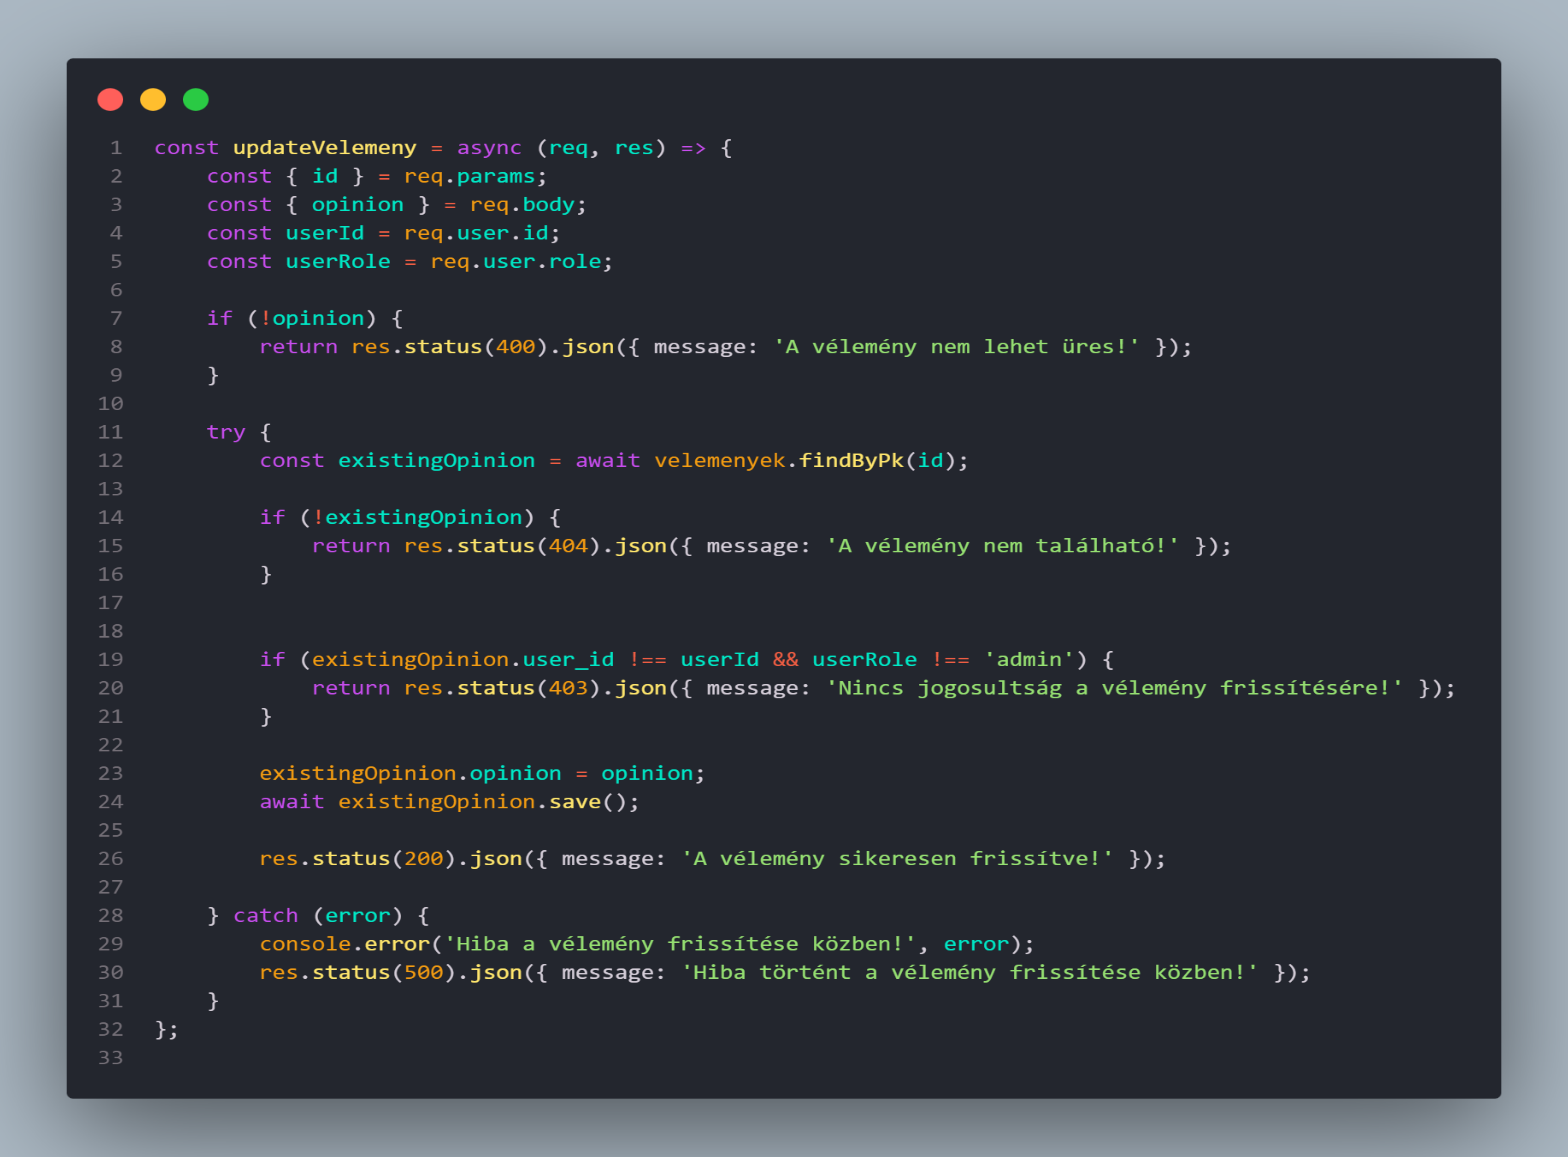 1 const updateVelemeny = async (req, res) => {
2     const { id } = req.params;
3     const { opinion } = req.body;
4     const userId = req.user.id;
5     const userRole = req.user.role;
6
7     if (!opinion) {
8         return res.status(400).json({ message: 'A vélemény nem lehet üres!' });
9     }
10
11     try {
12         const existingOpinion = await velemenyek.findByPk(id);
13
14         if (!existingOpinion) {
15             return res.status(404).json({ message: 'A vélemény nem található!' });
16         }
17
18
19         if (existingOpinion.user_id !== userId && userRole !== 'admin') {
20             return res.status(403).json({ message: 'Nincs jogosultság a vélemény frissítésére!' });
21         }
22
23         existingOpinion.opinion = opinion;
24         await existingOpinion.save();
25
26         res.status(200).json({ message: 'A vélemény sikeresen frissítve!' });
27
28     } catch (error) {
29         console.error('Hiba a vélemény frissítése közben!', error);
30         res.status(500).json({ message: 'Hiba történt a vélemény frissítése közben!' });
31     }
32 };
33